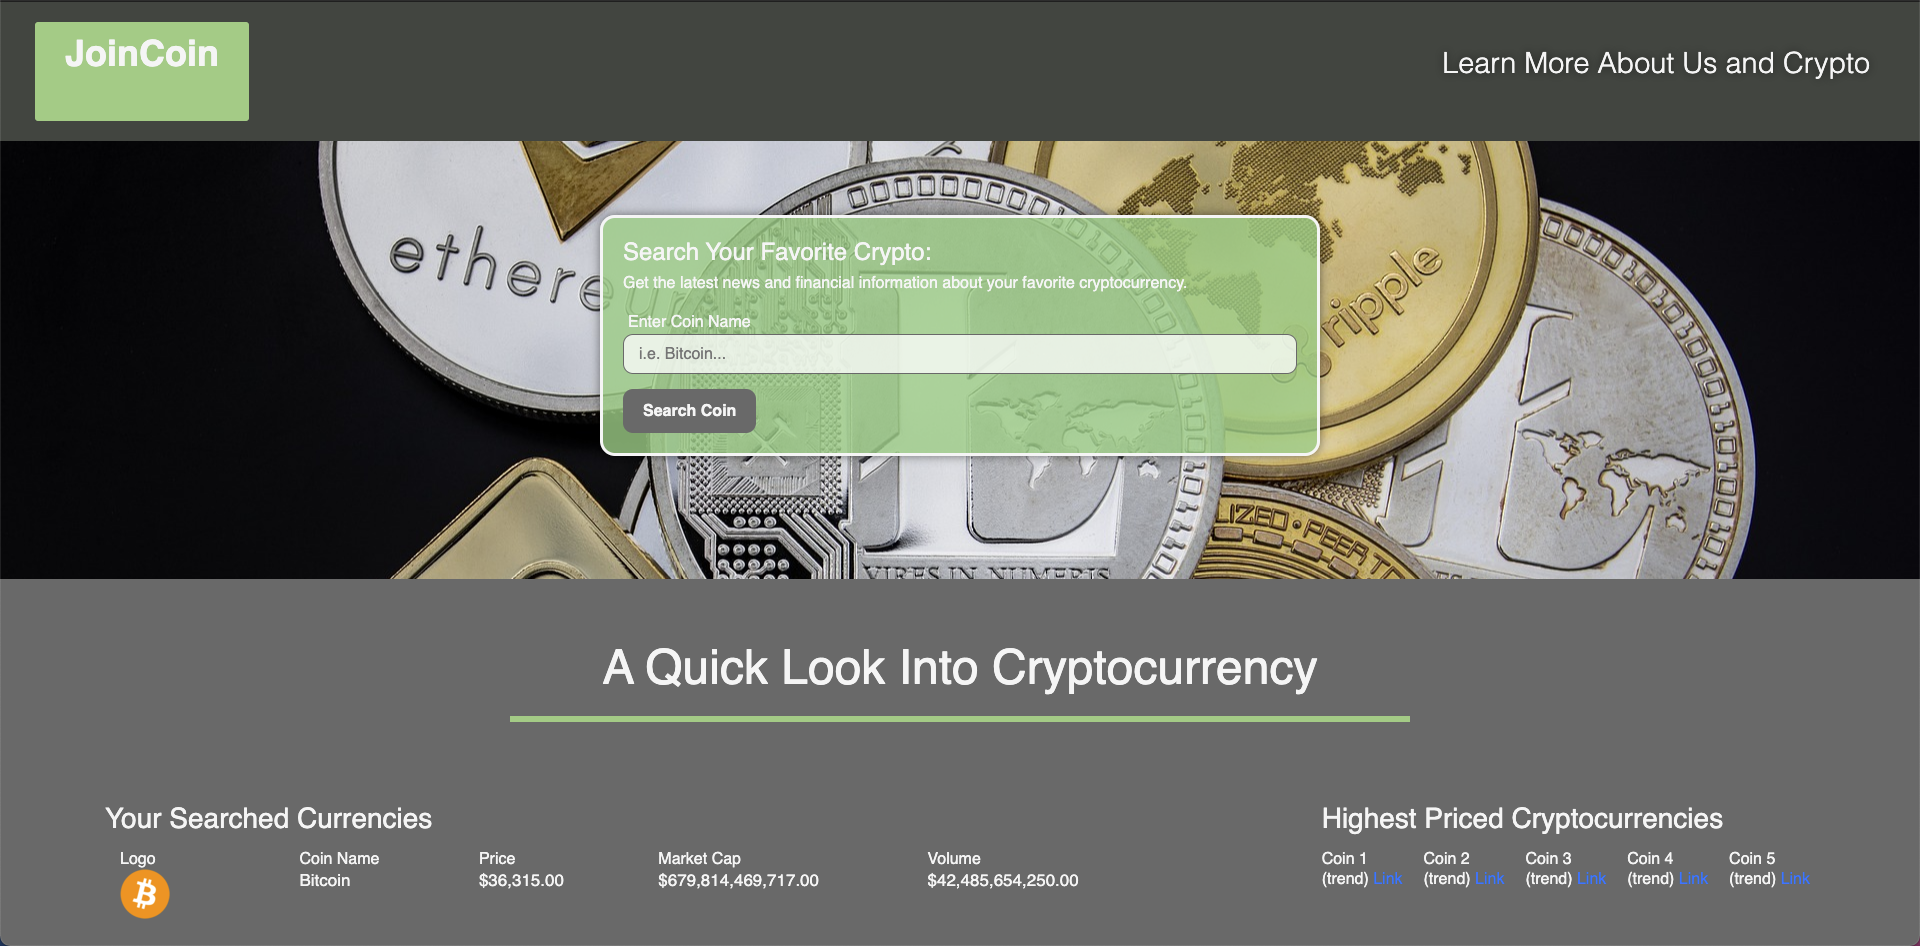 JoinCoin
Learn More About Us and Crypto
ethereu
ripple
Search Your Favorite Crypto:
Get the latest news and financial information about your favorite cryptocurrency.
Enter Coin Name
i.e. Bitcoin...
Search Coin
LIZED • PEER T
VIRES IN NUMERIS
A Quick Look Into Cryptocurrency
Your Searched Currencies
Logo Coin Name Price Market Cap Volume
Bitcoin $36,315.00 $679,814,469,717.00 $42,485,654,250.00
Highest Priced Cryptocurrencies
Coin 1 Coin 2 Coin 3 Coin 4 Coin 5
(trend) Link (trend) Link (trend) Link (trend) Link (trend) Link